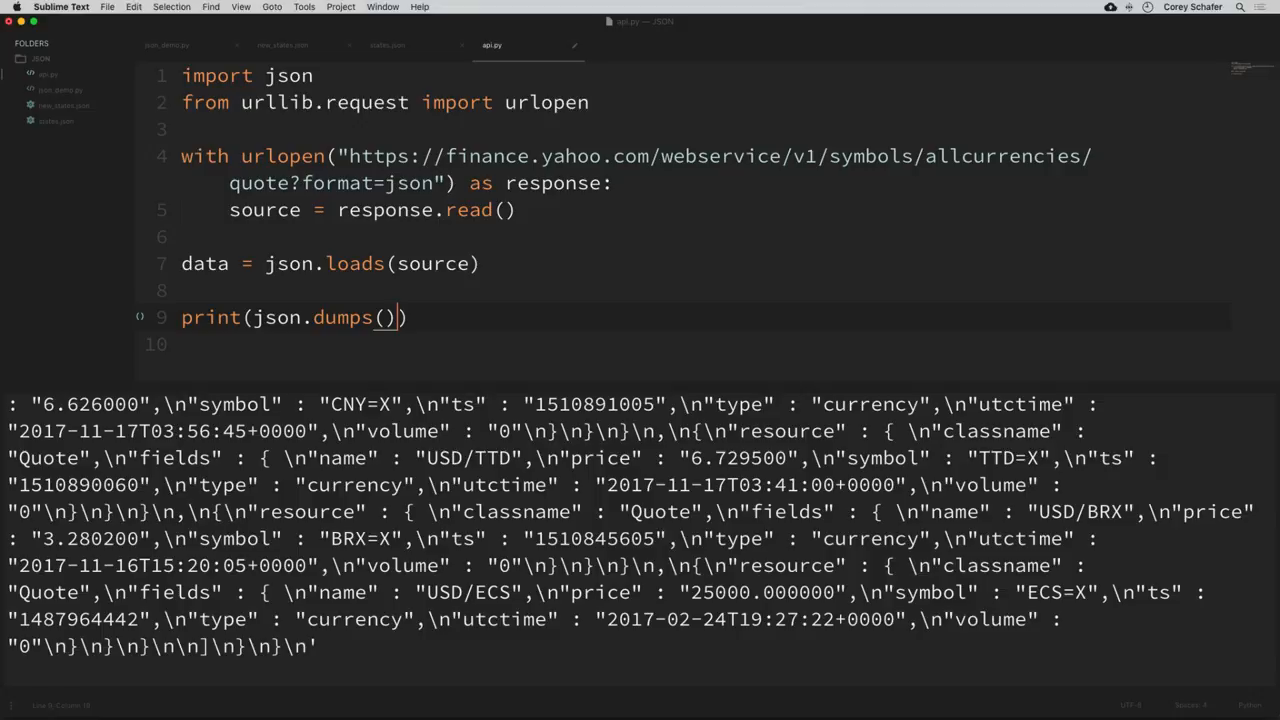 Sublime Text File Edit Selection Find View Goto Tools Project Window Help Corey Schafer
api.py — JSON
FOLDERS
JSON
api.py
json_demo.py
new_states.json
states.json
json_demo.py new_states.json states.json api.py
1 import json
2 from urllib.request import urlopen
3
4 with urlopen("https://finance.yahoo.com/webservice/v1/symbols/allcurrencies/
quote?format=json") as response:
5 source = response.read()
6
7 data = json.loads(source)
8
() 9 print(json.dumps())
10
: "6.626000",\n"symbol" : "CNY=X",\n"ts" : "1510891005",\n"type" : "currency",\n"utctime" :
"2017-11-17T03:56:45+0000",\n"volume" : "0"\n}\n}\n}\n,\n{\n"resource" : { \n"classname" :
"Quote",\n"fields" : { \n"name" : "USD/TTD",\n"price" : "6.729500",\n"symbol" : "TTD=X",\n"ts" :
"1510890060",\n"type" : "currency",\n"utctime" : "2017-11-17T03:41:00+0000",\n"volume" :
"0"\n}\n}\n}\n,\n{\n"resource" : { \n"classname" : "Quote",\n"fields" : { \n"name" : "USD/BRX",\n"price"
: "3.280200",\n"symbol" : "BRX=X",\n"ts" : "1510845605",\n"type" : "currency",\n"utctime" :
"2017-11-16T15:20:05+0000",\n"volume" : "0"\n}\n}\n}\n,\n{\n"resource" : { \n"classname" :
"Quote",\n"fields" : { \n"name" : "USD/ECS",\n"price" : "25000.000000",\n"symbol" : "ECS=X",\n"ts" :
"1487964442",\n"type" : "currency",\n"utctime" : "2017-02-24T19:27:22+0000",\n"volume" :
"0"\n}\n}\n}\n\n]\n}\n}\n'
Line 9, Column 19 UTF-8 Spaces: 4 Python